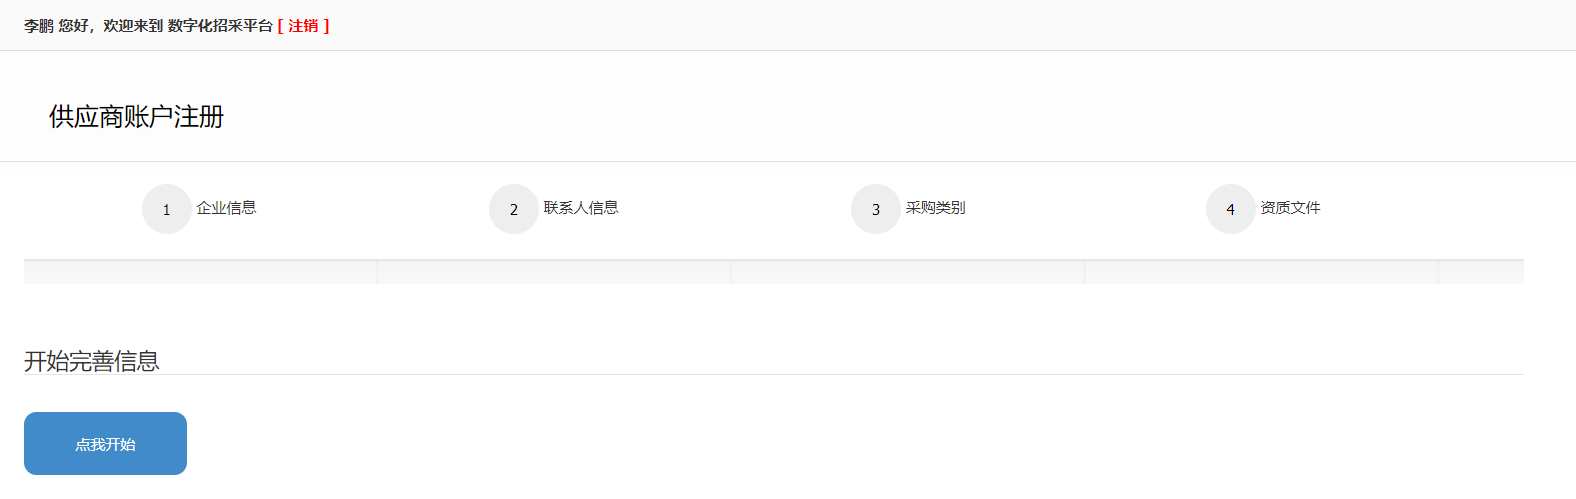 李鹏 您好，欢迎来到 数字化招采平台 [ 注销 ]
供应商账户注册
1 企业信息 2 联系人信息 3 采购类别 4 资质文件
开始完善信息
点我开始